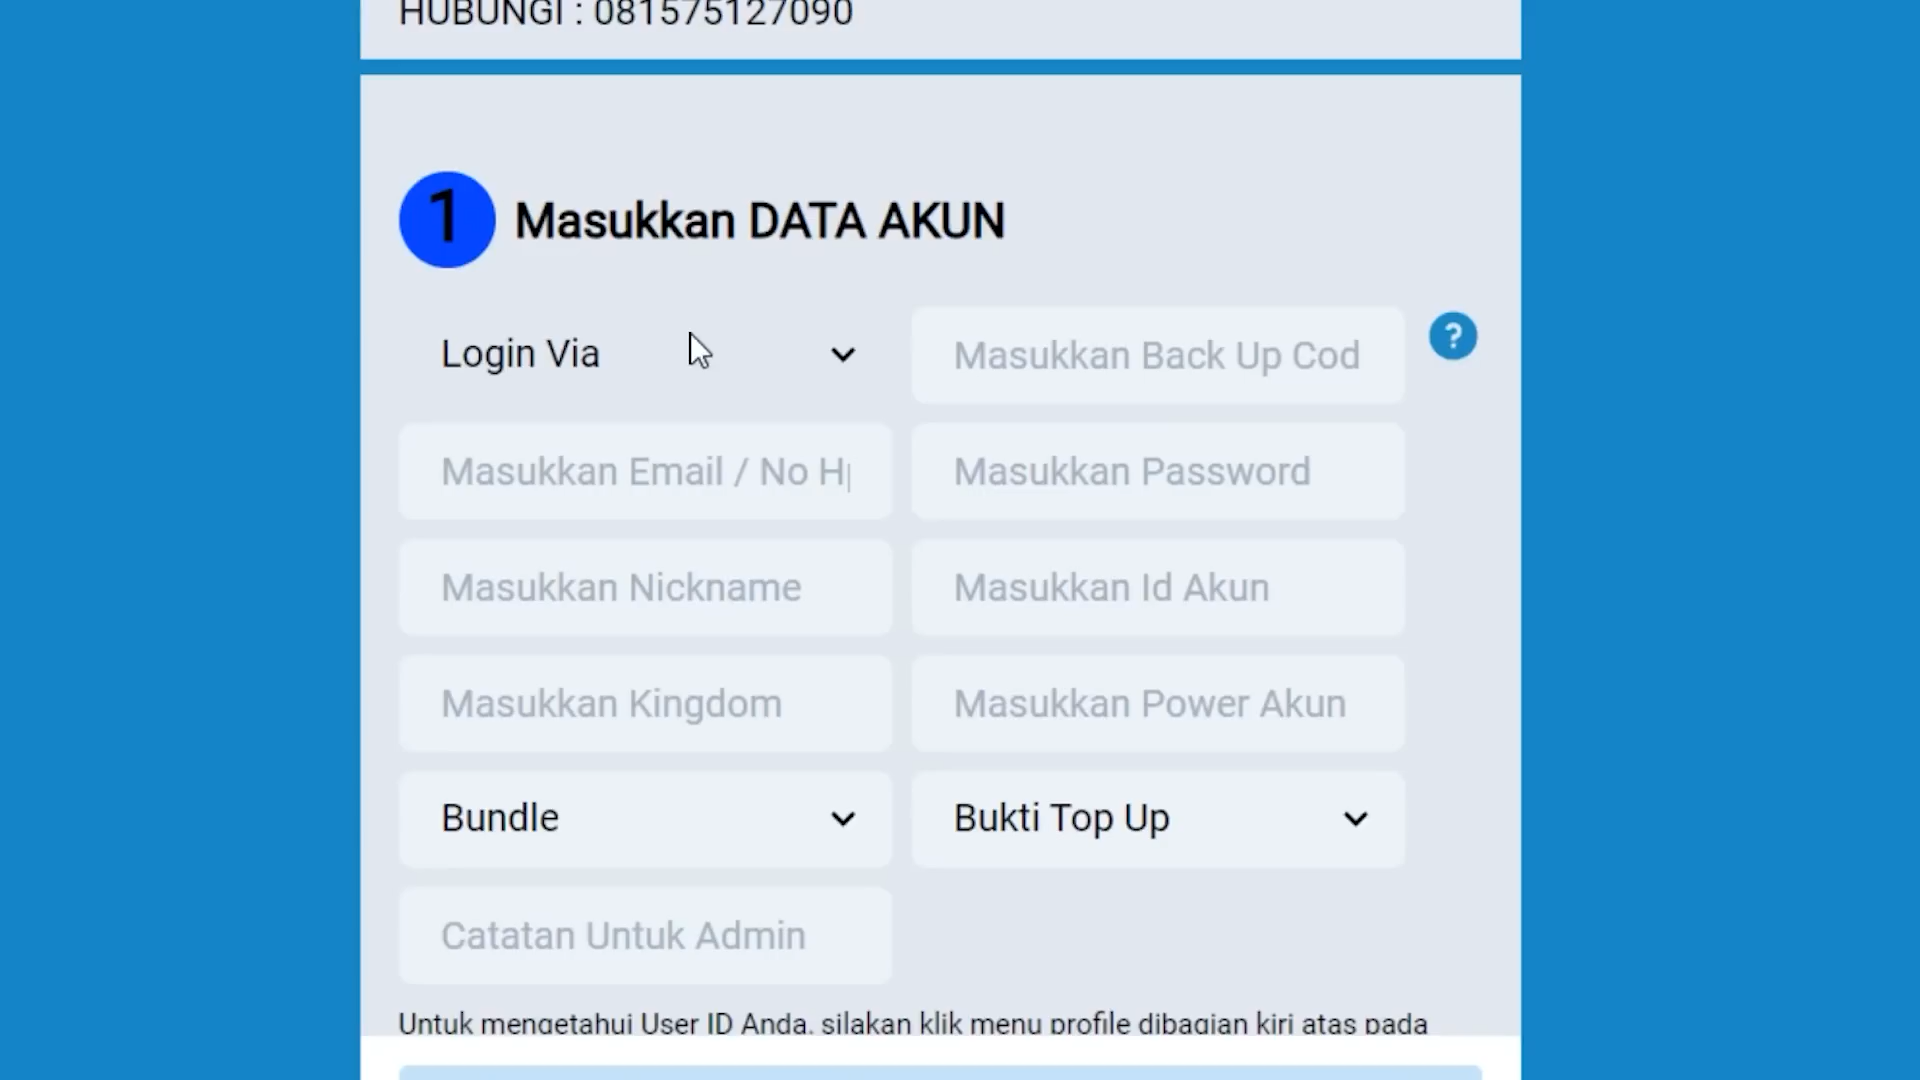 HUBUNGI : 081575127090
1 Masukkan DATA AKUN
Login Via
Masukkan Back Up Cod
?
Masukkan Email / No H
Masukkan Password
Masukkan Nickname
Masukkan Id Akun
Masukkan Kingdom
Masukkan Power Akun
Bundle
Bukti Top Up
Catatan Untuk Admin
Untuk mengetahui User ID Anda, silakan klik menu profile dibagian kiri atas pada